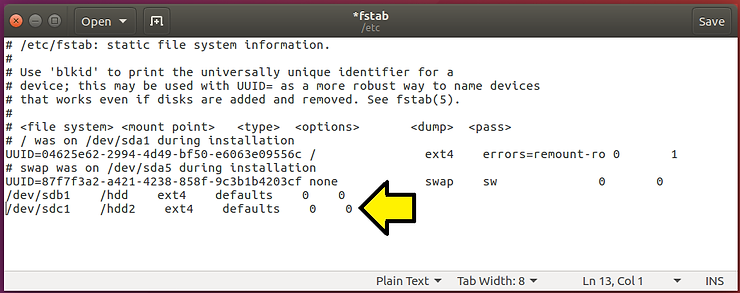 Open
*fstab
/etc
Save
# /etc/fstab: static file system information.
#
# Use 'blkid' to print the universally unique identifier for a
# device; this may be used with UUID= as a more robust way to name devices
# that works even if disks are added and removed. See fstab(5).
#
# <file system> <mount point>   <type>  <options>       <dump>  <pass>
# / was on /dev/sda1 during installation
UUID=04625e62-2994-4d49-bf50-e6063e09556c /               ext4    errors=remount-ro 0       1
# swap was on /dev/sda5 during installation
UUID=87f7f3a2-a421-4238-858f-9c3b1b4203cf none            swap    sw              0       0
/dev/sdb1    /hdd    ext4    defaults    0    0
/dev/sdc1    /hdd2    ext4    defaults    0    0
Plain Text    Tab Width: 8    Ln 13, Col 1    INS